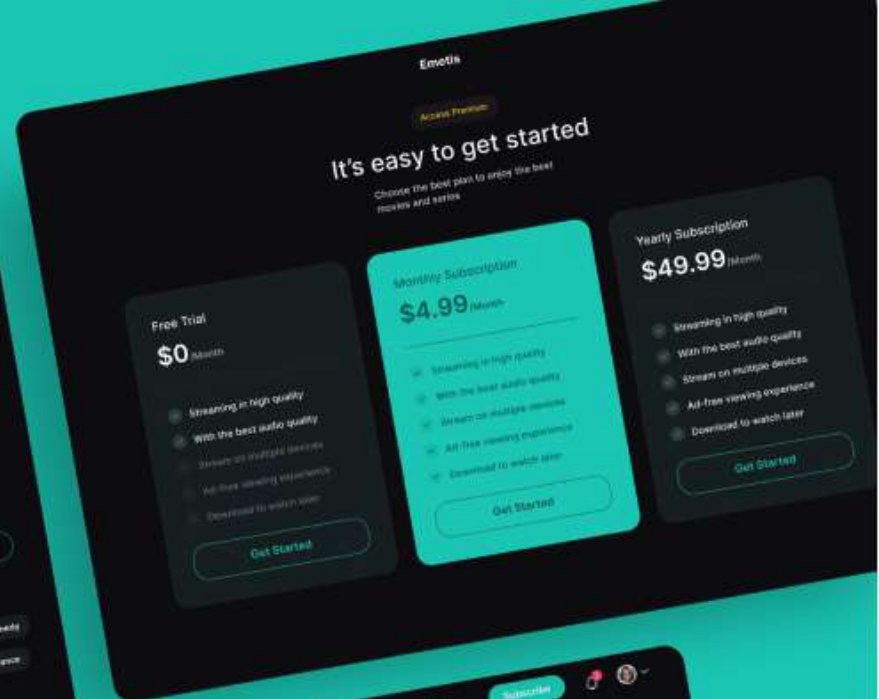 Emotis
Access Premium
It's easy to get started
Choose the best plan to enjoy the best
movies and series
Free Trial
$0/Month
Streaming in high quality
With the best audio quality
Stream on multiple devices
Ad-free viewing experience
Download to watch later
Get Started
Monthly Subscription
$4.99/Month
Streaming in high quality
With the best audio quality
Stream on multiple devices
Ad-free viewing experience
Download to watch later
Get Started
Yearly Subscription
$49.99/Month
Streaming in high quality
With the best audio quality
Stream on multiple devices
Ad-free viewing experience
Download to watch later
Get Started
Subscribe